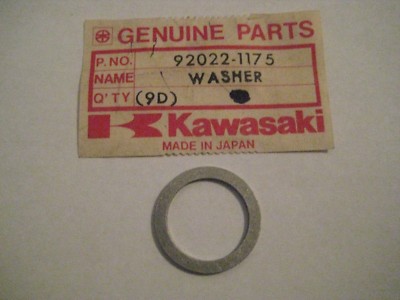 GENUINE PARTS
P.NO. 92022-1175
NAME WASHER
Q'TY (9D)
Kawasaki
MADE IN JAPAN